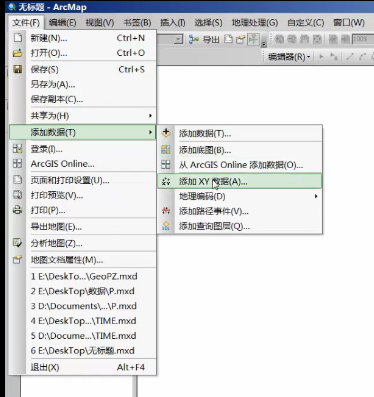 无标题 - ArcMap
文件(F) 编辑(E) 视图(V) 书签(B) 插入(I) 选择(S) 地理处理(G) 自定义(C) 窗口(W)
新建(N)... Ctrl+N
导出
100%
打开(O)... Ctrl+O
编辑器(R)
保存(S) Ctrl+S
另存为(A)...
保存副本(C)...
共享为(H)
添加数据(T)
添加数据(T)...
登录(I)...
添加底图(B)...
ArcGIS Online...
从 ArcGIS Online 添加数据(O)...
页面和打印设置(U)...
添加 XY 数据(A)...
打印预览(V)...
地理编码(D)
打印(P)...
添加路径事件(V)...
导出地图(E)...
添加查询图层(Q)...
分析地图(Z)...
地图文档属性(M)...
1 E:\DeskTo...\GeoPZ.mxd
2 E:\DeskTop\数据\P.mxd
3 D:\Documents\...\P.mxd
4 E:\DeskTop\...\TIME.mxd
5 D:\Docume...\TIME.mxd
6 E:\DeskTop\无标题.mxd
退出(X) Alt+F4